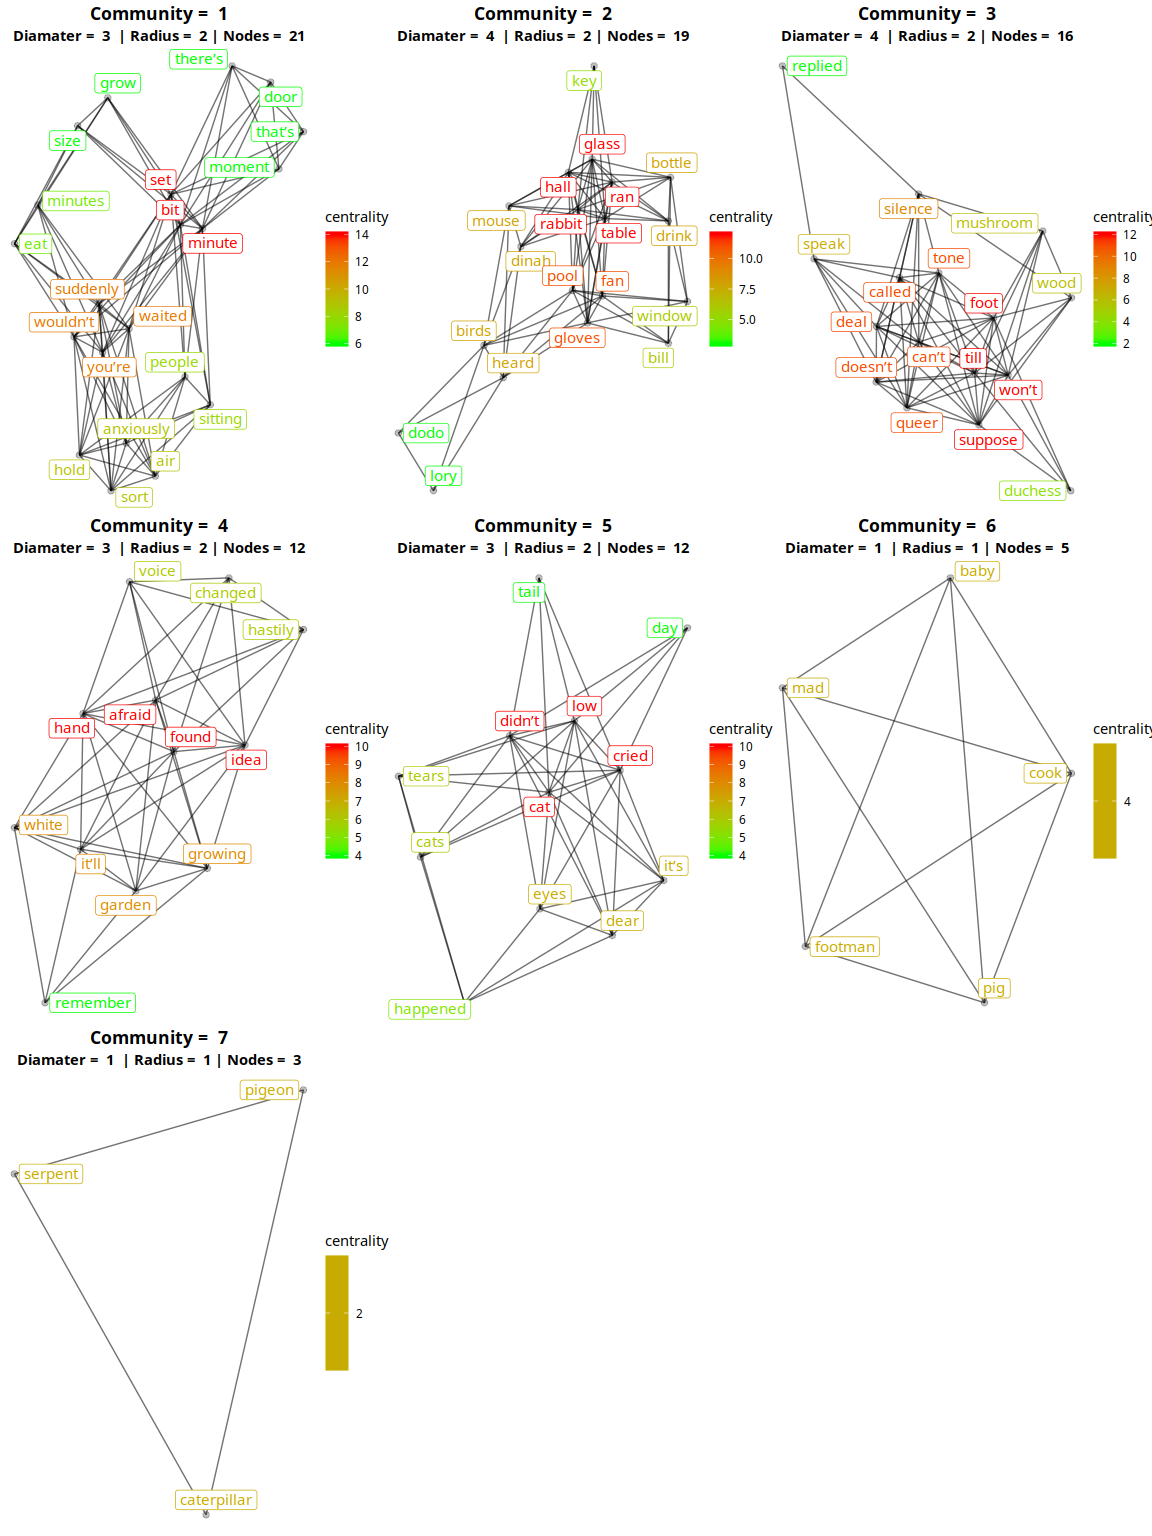 Community = 1
Diamater = 3 | Radius = 2 | Nodes = 21
there's
grow
door
that’s
size
moment
set
minutes
bit
minute
eat
suddenly
wouldn’t
waited
you’re
people
sitting
anxiously
air
hold
sort
centrality
14
12
10
8
6
Community = 2
Diamater = 4 | Radius = 2 | Nodes = 19
key
glass
bottle
hall
ran
mouse
rabbit
table
drink
dinah
pool
fan
window
birds
gloves
bill
heard
dodo
lory
centrality
10.0
7.5
5.0
Community = 3
Diamater = 4 | Radius = 2 | Nodes = 16
replied
silence
mushroom
speak
tone
wood
called
foot
deal
can’t
till
doesn’t
won’t
queer
suppose
duchess
centrality
12
10
8
6
4
2
Community = 4
Diamater = 3 | Radius = 2 | Nodes = 12
voice
changed
hastily
afraid
hand
found
idea
white
it’ll
growing
garden
remember
centrality
10
9
8
7
6
5
4
Community = 5
Diamater = 3 | Radius = 2 | Nodes = 12
tail
day
low
didn’t
cried
tears
cat
cats
it’s
eyes
dear
happened
centrality
10
9
8
7
6
5
4
Community = 6
Diamater = 1 | Radius = 1 | Nodes = 5
baby
mad
cook
footman
pig
centrality
4
Community = 7
Diamater = 1 | Radius = 1 | Nodes = 3
pigeon
serpent
caterpillar
centrality
2